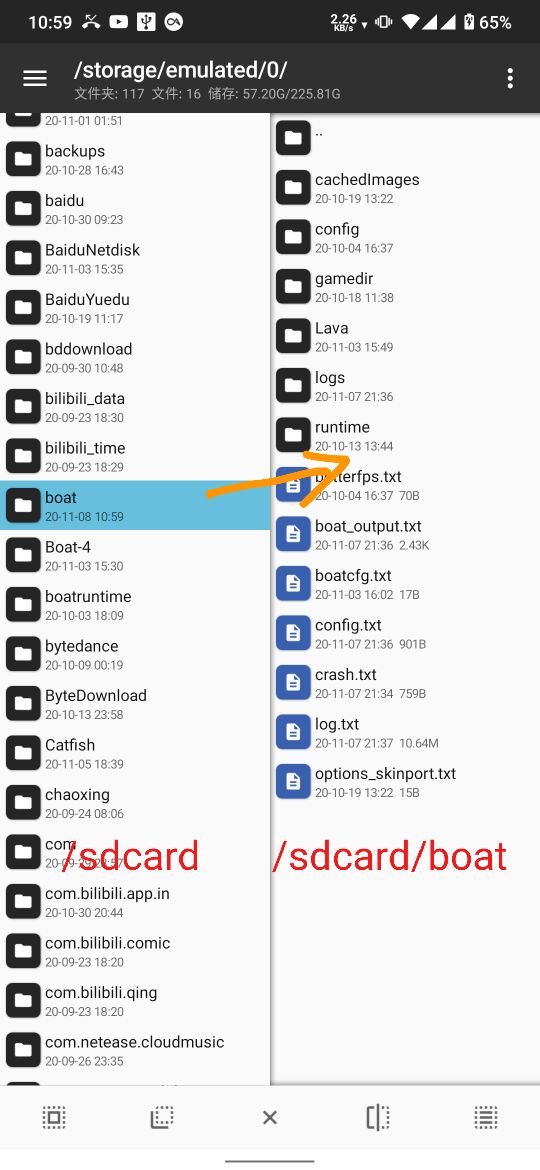 10:59
2.26
KB/s
65%
/storage/emulated/0/
文件夹: 117 文件: 16 储存: 57.20G/225.81G
20-11-01 01:51
backups
20-10-28 16:43
baidu
20-10-30 09:23
BaiduNetdisk
20-11-03 15:35
BaiduYuedu
20-10-19 11:17
bddownload
20-09-30 10:48
bilibili_data
20-09-23 18:30
bilibili_time
20-09-23 18:29
boat
20-11-08 10:59
Boat-4
20-11-03 15:30
boatruntime
20-10-03 18:09
bytedance
20-10-09 00:19
ByteDownload
20-10-13 23:58
Catfish
20-11-05 18:39
chaoxing
20-09-24 08:06
com
/sdcard
com.bilibili.app.in
20-10-30 20:44
com.bilibili.comic
20-09-23 18:20
com.bilibili.qing
20-09-23 18:20
com.netease.cloudmusic
20-09-26 23:35
..
cachedImages
20-10-19 13:22
config
20-10-04 16:37
gamedir
20-10-18 11:38
Lava
20-11-03 15:49
logs
20-11-07 21:36
runtime
20-10-13 13:44
betterfps.txt
20-10-04 16:37 70B
boat_output.txt
20-11-07 21:36 2.43K
boatcfg.txt
20-11-03 16:02 17B
config.txt
20-11-07 21:36 901B
crash.txt
20-11-07 21:34 759B
log.txt
20-11-07 21:37 10.64M
options_skinport.txt
20-10-19 13:22 15B
/sdcard/boat